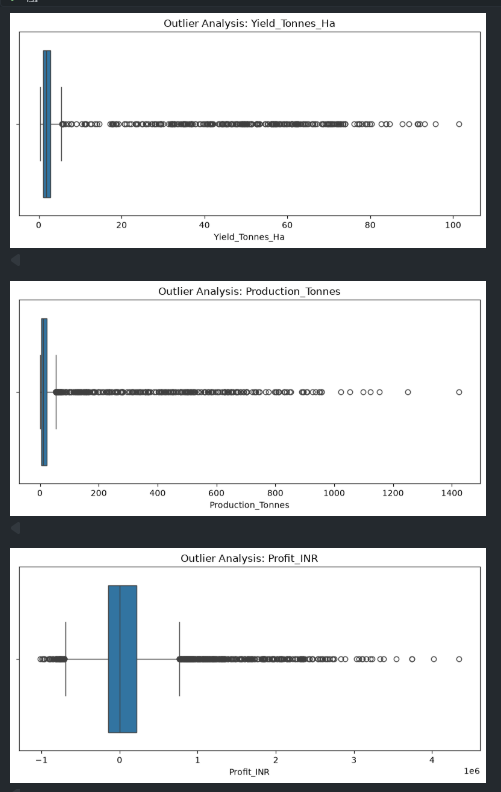 Outlier Analysis: Yield_Tonnes_Ha
0 20 40 60 80 100
Yield_Tonnes_Ha
Outlier Analysis: Production_Tonnes
0 200 400 600 800 1000 1200 1400
Production_Tonnes
Outlier Analysis: Profit_INR
−1 0 1 2 3 4
1e6
Profit_INR